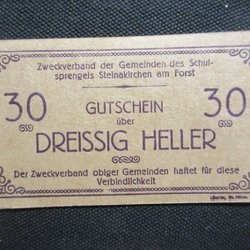 Zweckverband der Gemeinden des Schul-
sprengels Steinakirchen am Forst
30 GUTSCHEIN 30
über
DREISSIG HELLER
Der Zweckverband obiger Gemeinden haftet für diese
Verbindlichkeit